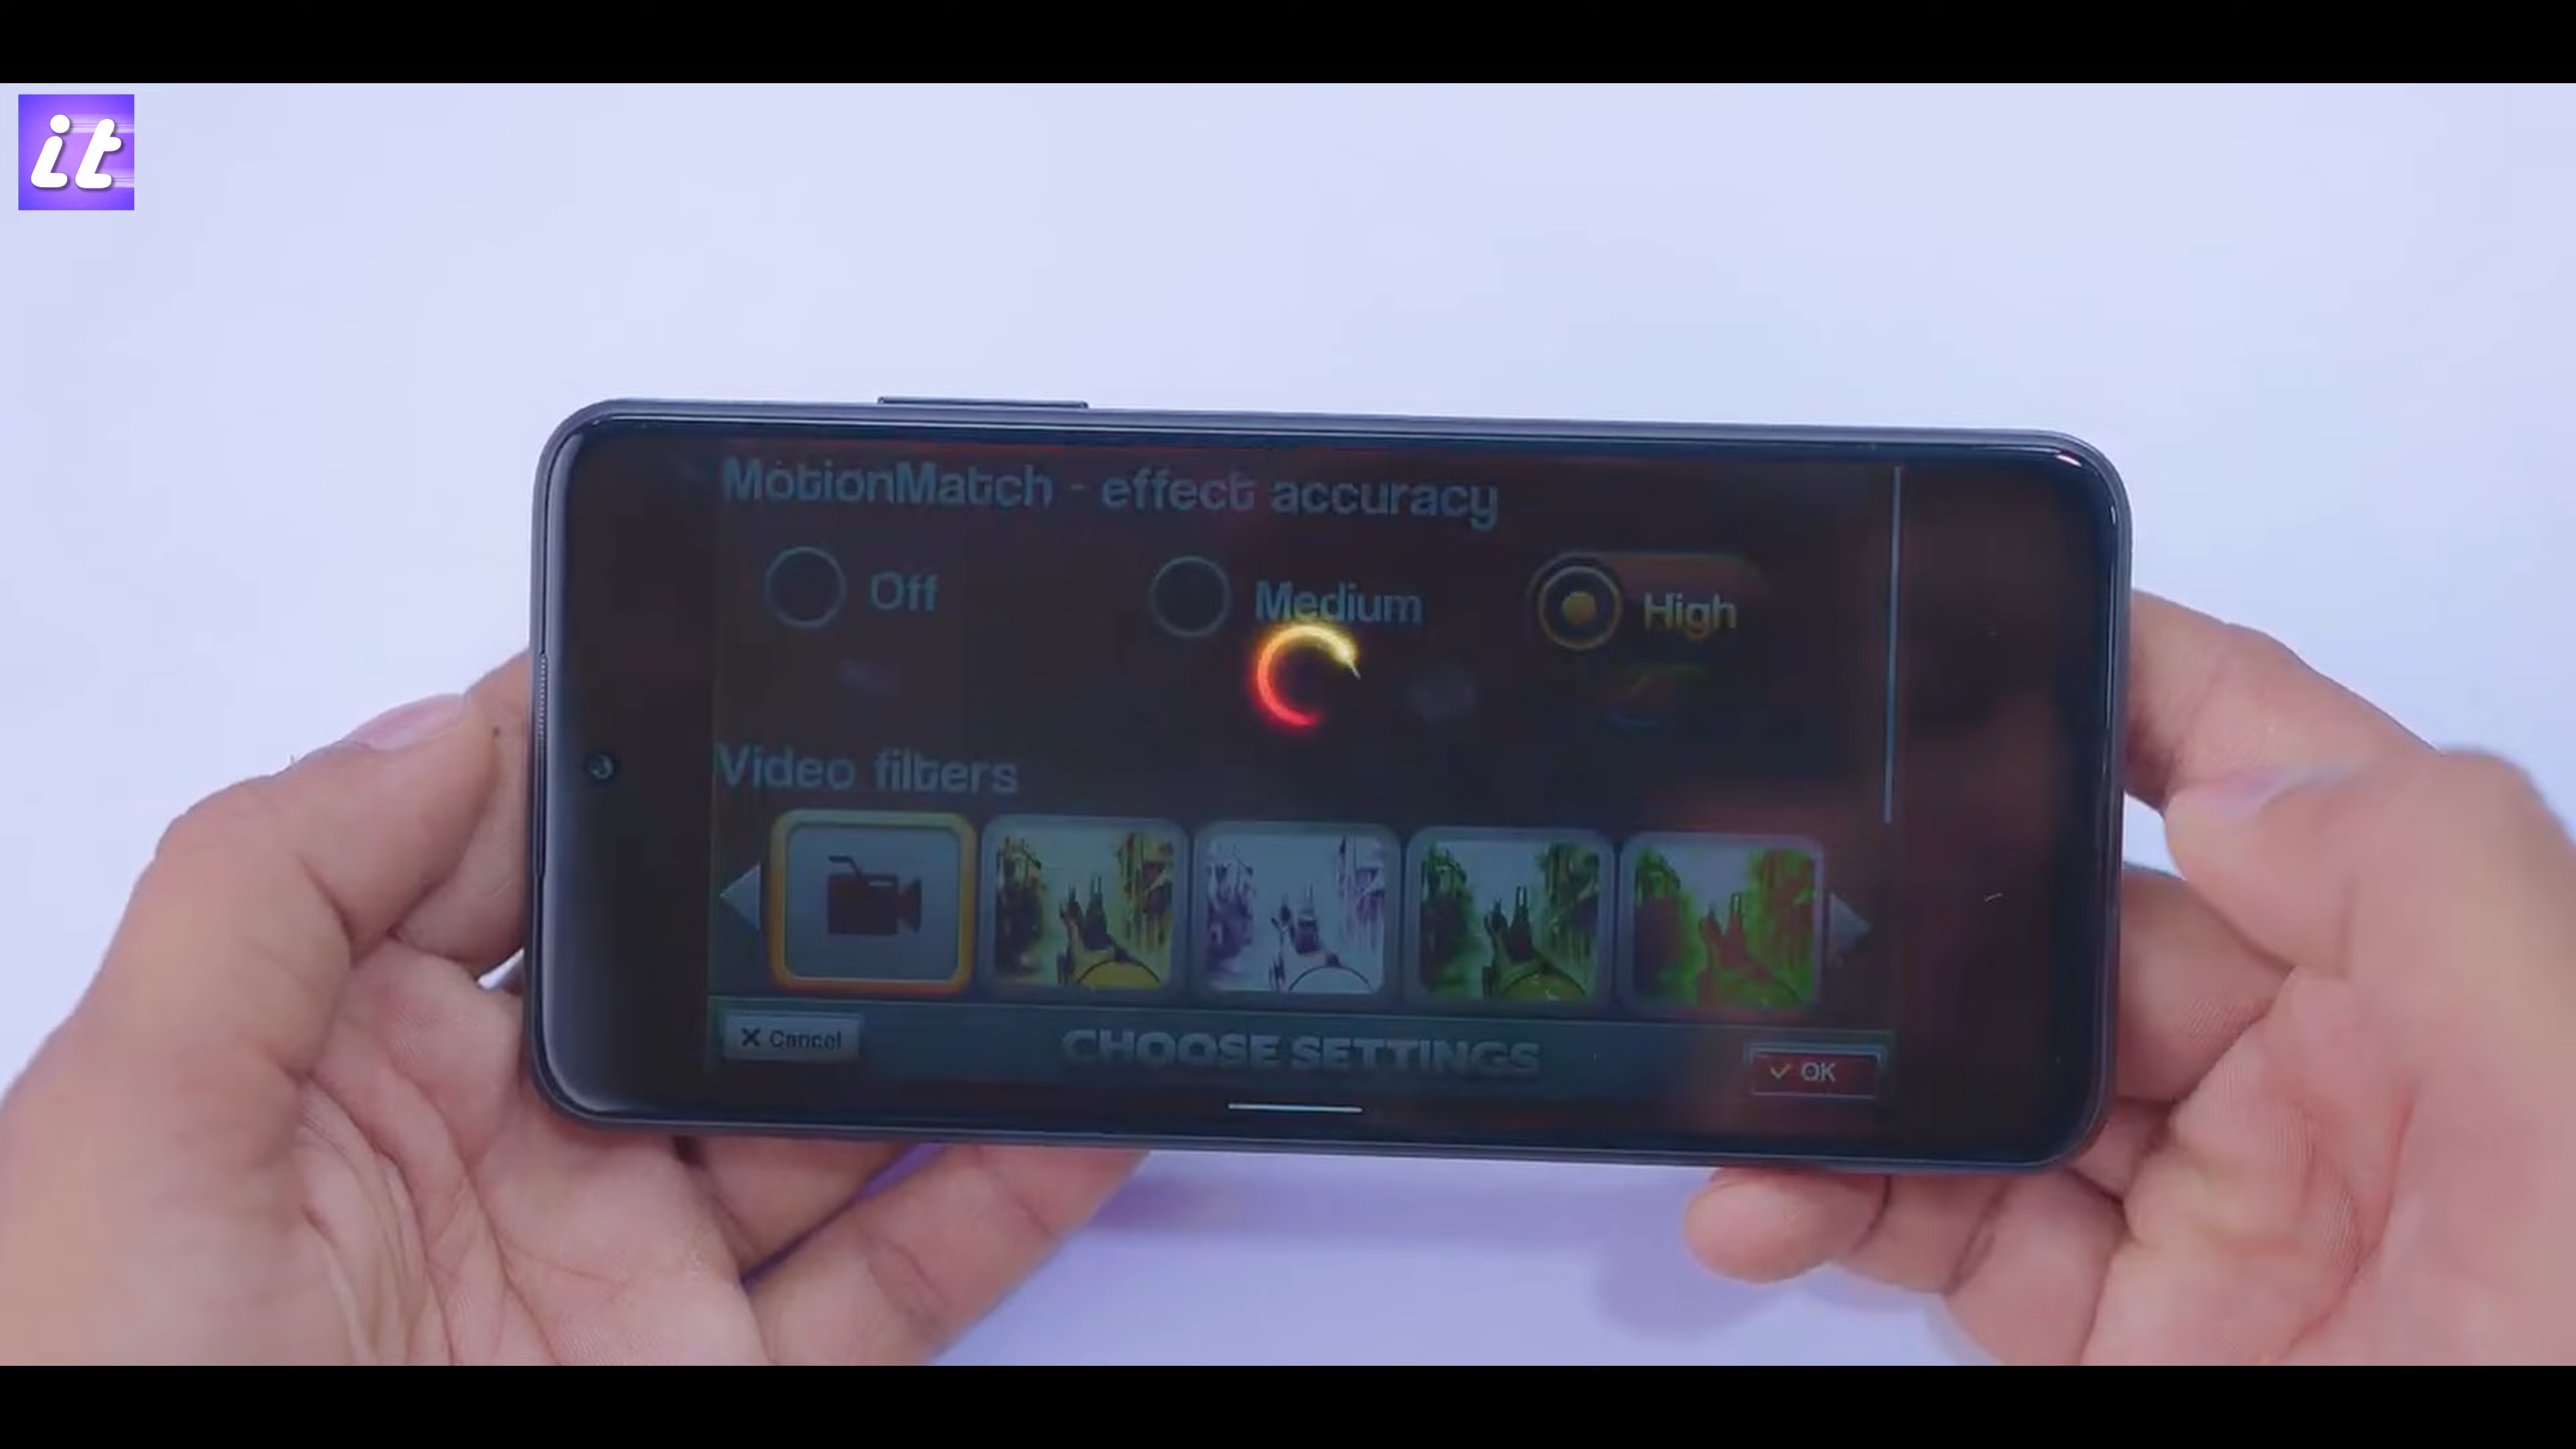 it
MotionMatch - effect accuracy
Off Medium High
Video filters
Cancel CHOOSE SETTINGS OK